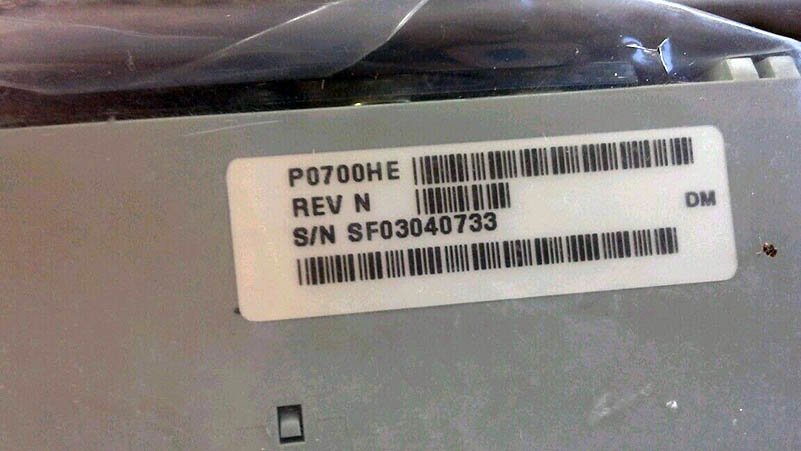 P0700HE
REV N
DM
S/N SF03040733